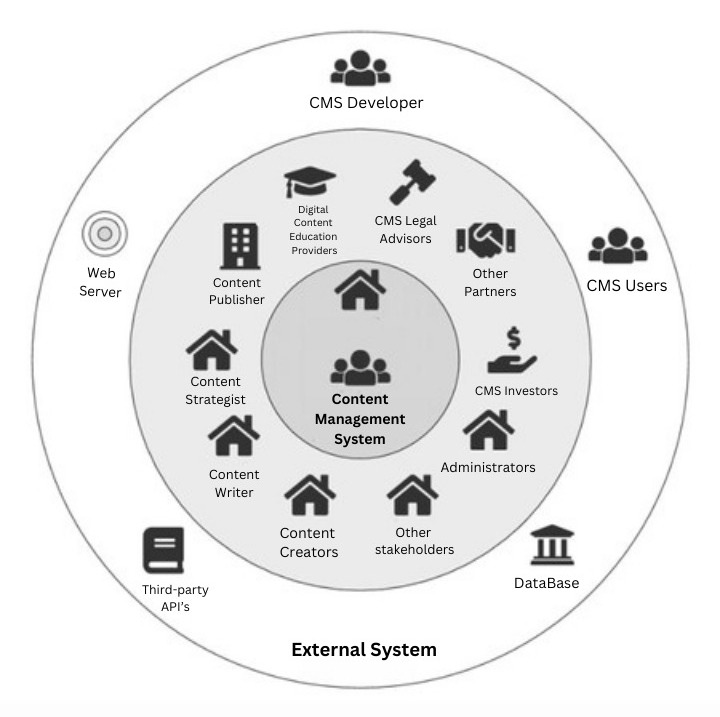 CMS Developer
Digital
Content
Education
Providers
CMS Legal
Advisors
Content
Publisher
Other
Partners
Web
Server
CMS Users
$
Content
Strategist
CMS Investors
Content
Management
System
Content
Writer
Administrators
Content
Creators
Other
stakeholders
Third-party
API's
DataBase
External System